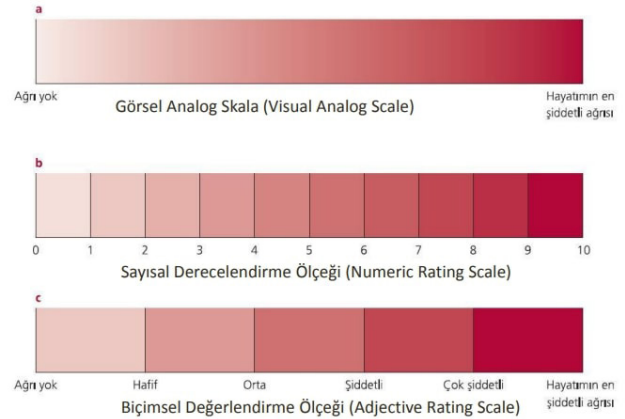 a
Ağrı yok
Hayatımın en
şiddetli ağrısı
Görsel Analog Skala (Visual Analog Scale)
b
0 1 2 3 4 5 6 7 8 9 10
Sayısal Derecelendirme Ölçeği (Numeric Rating Scale)
c
Ağrı yok Hafif Orta Şiddetli Çok şiddetli Hayatımın en
şiddetli ağrısı
Biçimsel Değerlendirme Ölçeği (Adjective Rating Scale)